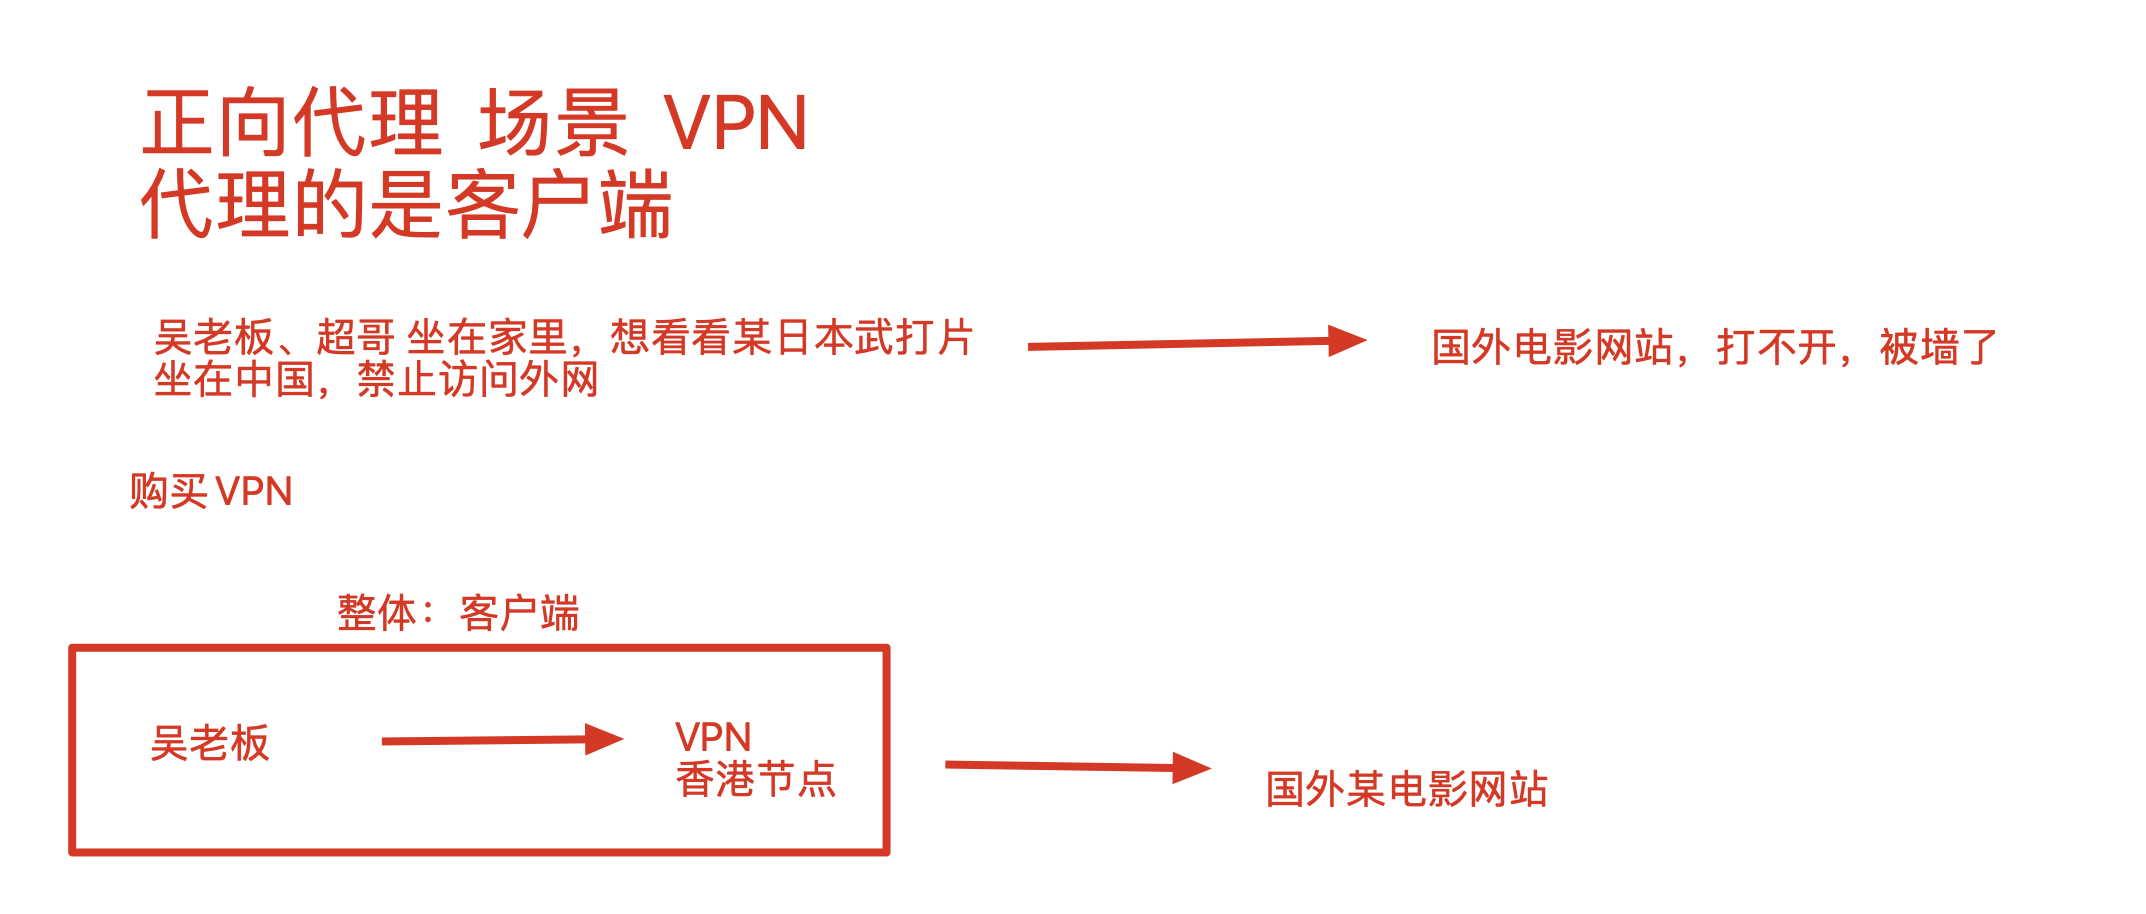 正向代理 场景 VPN
代理的是客户端
吴老板、超哥 坐在家里，想看看某日本武打片
坐在中国，禁止访问外网
国外电影网站，打不开，被墙了
购买 VPN
整体：客户端
吴老板
VPN
香港节点
国外某电影网站